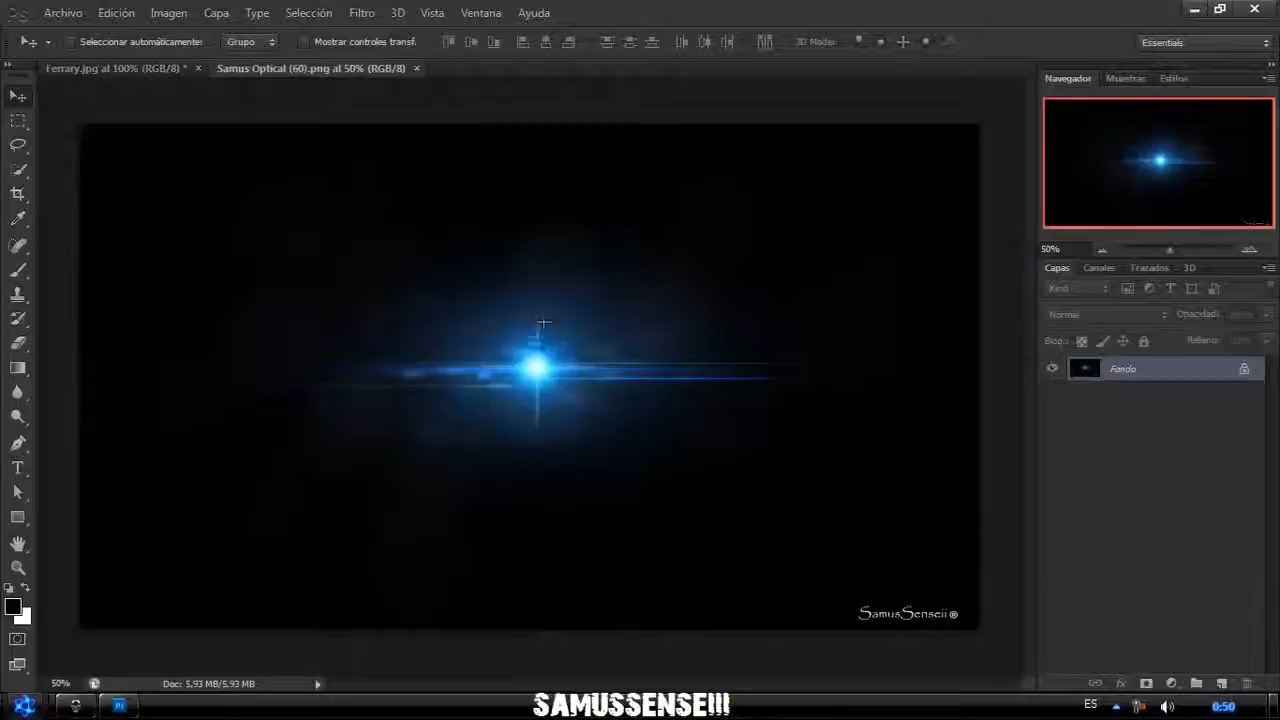 Ps Archivo Edición Imagen Capa Type Selección Filtro 3D Vista Ventana Ayuda
Seleccionar automáticamente: Grupo Mostrar controles transf. 3D Mode: Essentials
Ferrary.jpg al 100% (RGB/8) * × Samus Optical (60).png al 50% (RGB/8) ×
Navegador Muestras Estilos
50%
Capas Canales Trazados 3D
Kind
Normal Opacidad:
Bloq.: Relleno:
Fondo
SamusSenseii ®
50% Doc: 5,93 MB/5,93 MB
SAMUSSENSEIII
ES 0:50